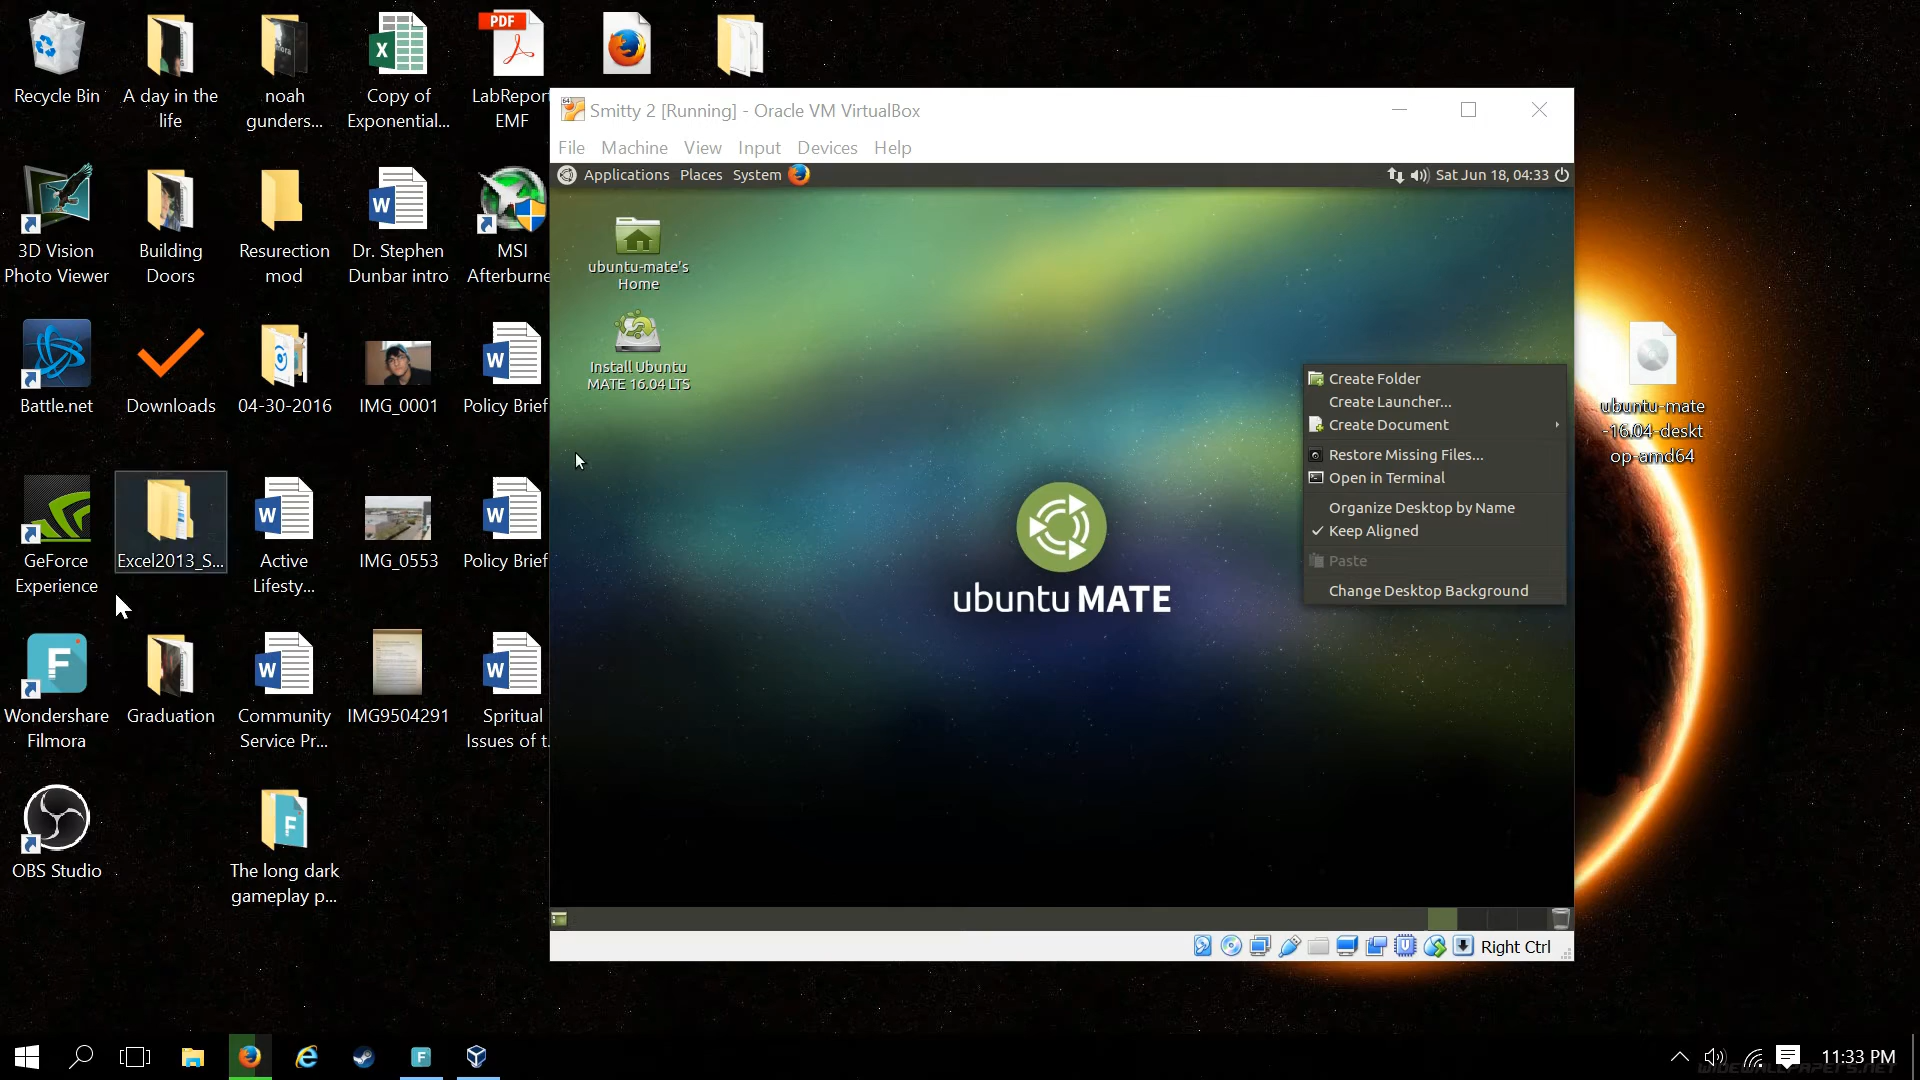 Recycle Bin
A day in the
life
noah
gunders...
Copy of
Exponential...
PDF
LabReport
EMF
3D Vision
Photo Viewer
Building
Doors
Resurection
mod
Dr. Stephen
Dunbar intro
MSI
Afterburne
Battle.net
Downloads
04-30-2016
IMG_0001
Policy Brief
GeForce
Experience
Excel2013_S...
Active
Lifesty...
IMG_0553
Policy Brief
Wondershare
Filmora
Graduation
Community
Service Pr...
IMG9504291
Spritual
Issues of t.
OBS Studio
The long dark
gameplay p...
Smitty 2 [Running] - Oracle VM VirtualBox
File Machine View Input Devices Help
Applications Places System
Sat Jun 18, 04:33
ubuntu-mate's
Home
Install Ubuntu
MATE 16.04 LTS
ubuntu MATE
Create Folder
Create Launcher...
Create Document
Restore Missing Files...
Open in Terminal
Organize Desktop by Name
Keep Aligned
Paste
Change Desktop Background
Right Ctrl
ubuntu-mate
-16.04-deskt
op-amd64
11:33 PM
WIDEWALLPAPERS.NET